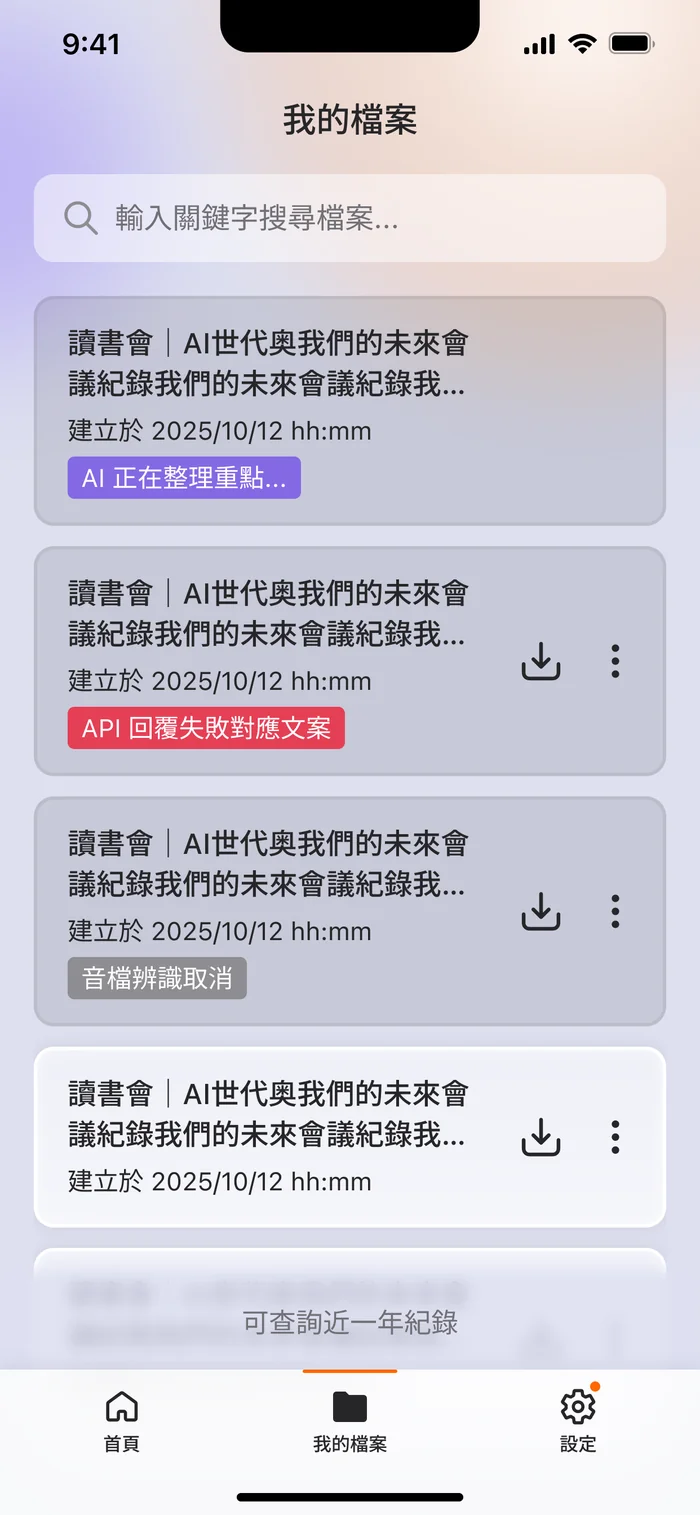 9:41
我的檔案
輸入關鍵字搜尋檔案...
讀書會｜AI世代奧我們的未來會
議紀錄我們的未來會議紀錄我...
建立於 2025/10/12 hh:mm
AI 正在整理重點...
讀書會｜AI世代奧我們的未來會
議紀錄我們的未來會議紀錄我...
建立於 2025/10/12 hh:mm
API 回覆失敗對應文案
讀書會｜AI世代奧我們的未來會
議紀錄我們的未來會議紀錄我...
建立於 2025/10/12 hh:mm
音檔辨識取消
讀書會｜AI世代奧我們的未來會
議紀錄我們的未來會議紀錄我...
建立於 2025/10/12 hh:mm
可查詢近一年紀錄
首頁
我的檔案
設定